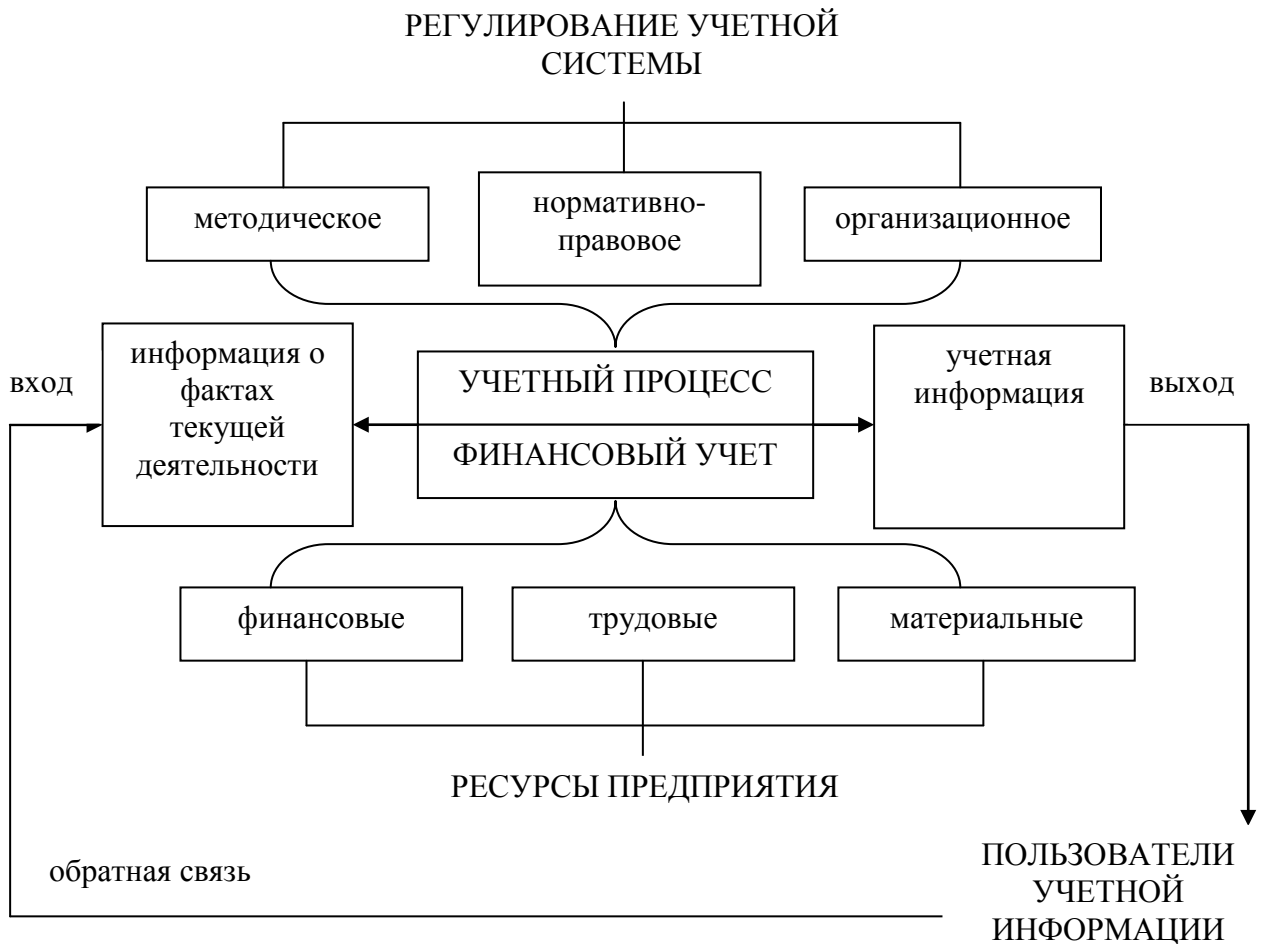 РЕГУЛИРОВАНИЕ УЧЕТНОЙ
СИСТЕМЫ
методическое
нормативно-
правовое
организационное
вход
информация о
фактах
текущей
деятельности
УЧЕТНЫЙ ПРОЦЕСС
ФИНАНСОВЫЙ УЧЕТ
учетная
информация
выход
финансовые
трудовые
материальные
РЕСУРСЫ ПРЕДПРИЯТИЯ
обратная связь
ПОЛЬЗОВАТЕЛИ
УЧЕТНОЙ
ИНФОРМАЦИИ